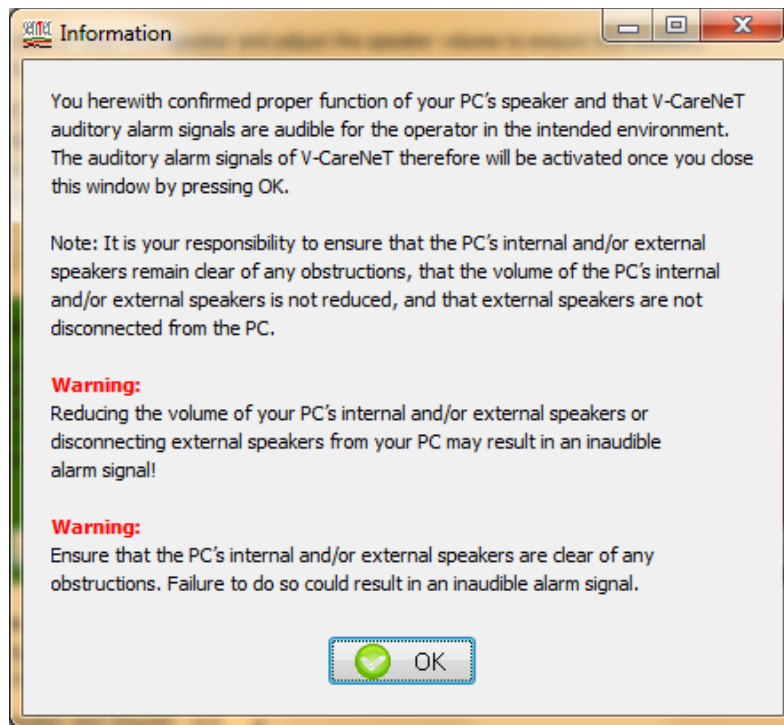 sentec Information
You herewith confirmed proper function of your PC's speaker and that V-CareNeT
auditory alarm signals are audible for the operator in the intended environment.
The auditory alarm signals of V-CareNeT therefore will be activated once you close
this window by pressing OK.
Note: It is your responsibility to ensure that the PC's internal and/or external
speakers remain clear of any obstructions, that the volume of the PC's internal
and/or external speakers is not reduced, and that external speakers are not
disconnected from the PC.
Warning:
Reducing the volume of your PC's internal and/or external speakers or
disconnecting external speakers from your PC may result in an inaudible
alarm signal!
Warning:
Ensure that the PC's internal and/or external speakers are clear of any
obstructions. Failure to do so could result in an inaudible alarm signal.
OK